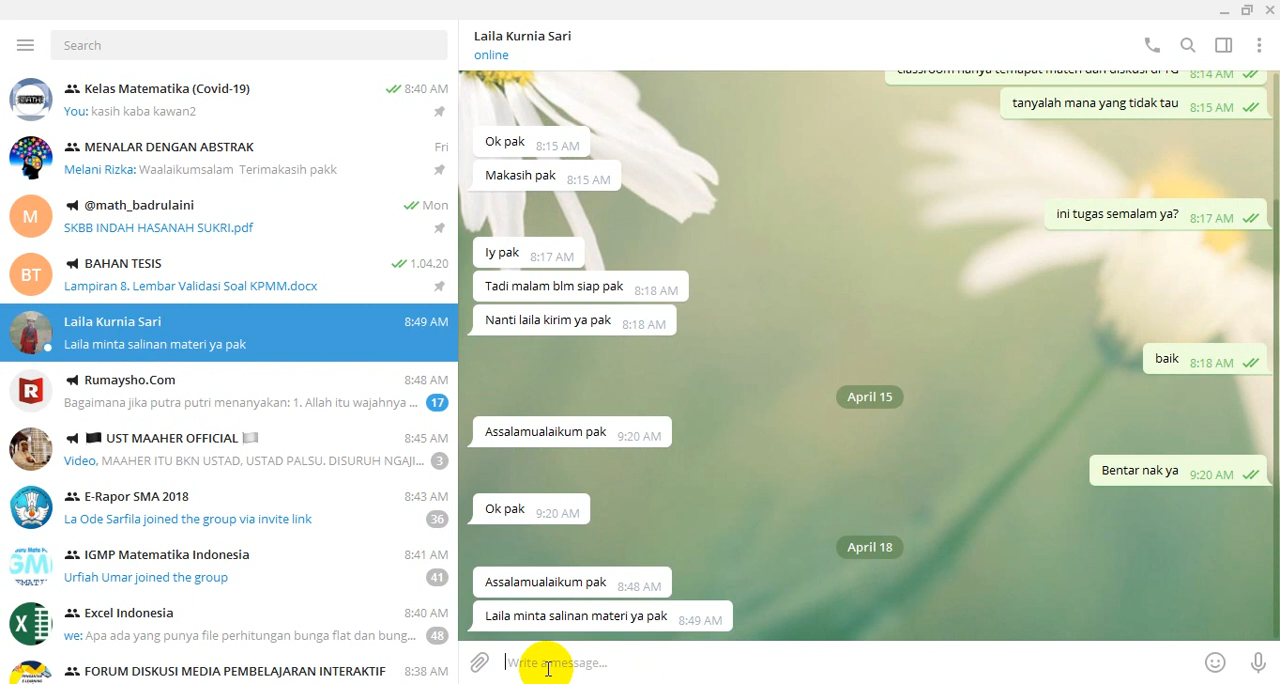 Search
Kelas Matematika (Covid-19) 8:40 AM
You: kasih kaba kawan2
MENALAR DENGAN ABSTRAK Fri
Melani Rizka: Waalaikumsalam Terimakasih pakk
M
@math_badrulaini Mon
SKBB INDAH HASANAH SUKRI.pdf
BT
BAHAN TESIS 1.04.20
Lampiran 8. Lembar Validasi Soal KPMM.docx
Laila Kurnia Sari 8:49 AM
Laila minta salinan materi ya pak
R
Rumaysho.Com 8:48 AM
Bagaimana jika putra putri menanyakan: 1. Allah itu wajahnya ... 17
UST MAAHER OFFICIAL 8:45 AM
Video, MAAHER ITU BKN USTAD, USTAD PALSU. DISURUH NGAJI... 3
E-Rapor SMA 2018 8:43 AM
La Ode Sarfila joined the group via invite link 36
IGMP Matematika Indonesia 8:41 AM
Urfiah Umar joined the group 41
Excel Indonesia 8:40 AM
we: Apa ada yang punya file perhitungan bunga flat dan bung... 48
FORUM DISKUSI MEDIA PEMBELAJARAN INTERAKTIF 8:38 AM
Laila Kurnia Sari
online
8:14 AM
tanyalah mana yang tidak tau 8:15 AM
Ok pak 8:15 AM
Makasih pak 8:15 AM
ini tugas semalam ya? 8:17 AM
Iy pak 8:17 AM
Tadi malam blm siap pak 8:18 AM
Nanti laila kirim ya pak 8:18 AM
baik 8:18 AM
April 15
Assalamualaikum pak 9:20 AM
Bentar nak ya 9:20 AM
Ok pak 9:20 AM
April 18
Assalamualaikum pak 8:48 AM
Laila minta salinan materi ya pak 8:49 AM
Write a message...